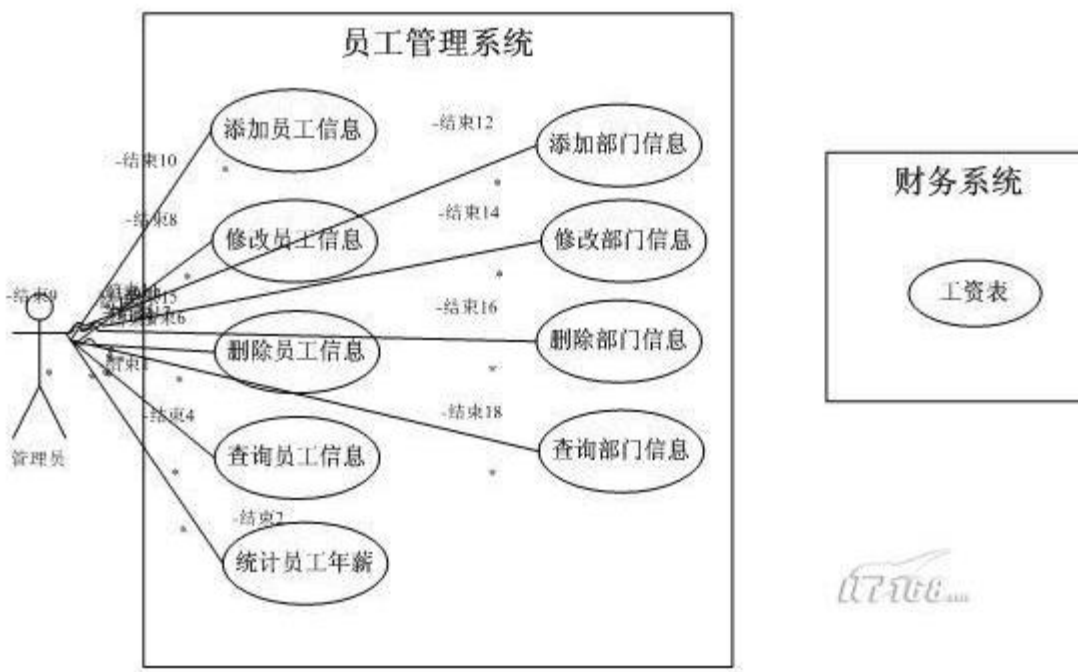 员工管理系统
添加员工信息
-结束12
添加部门信息
-结束10
财务系统
-结束8
-结束14
修改员工信息
修改部门信息
-结束9
工资表
-结束16
删除员工信息
删除部门信息
-结束4
-结束18
管理员
查询员工信息
查询部门信息
-结束2
统计员工年薪